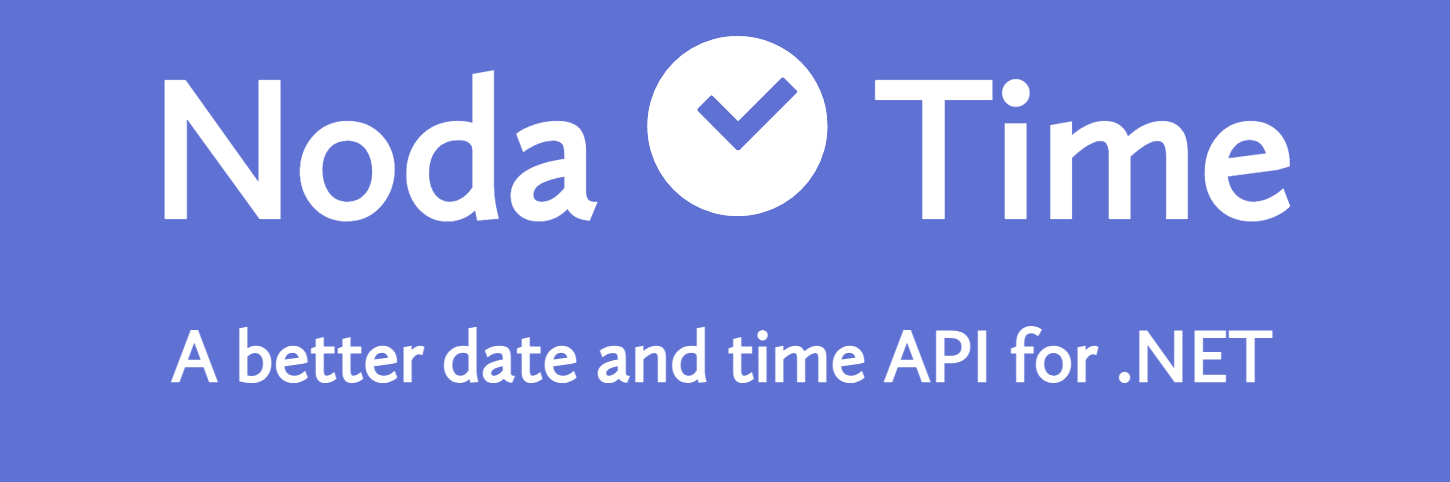 Noda Time
A better date and time API for .NET